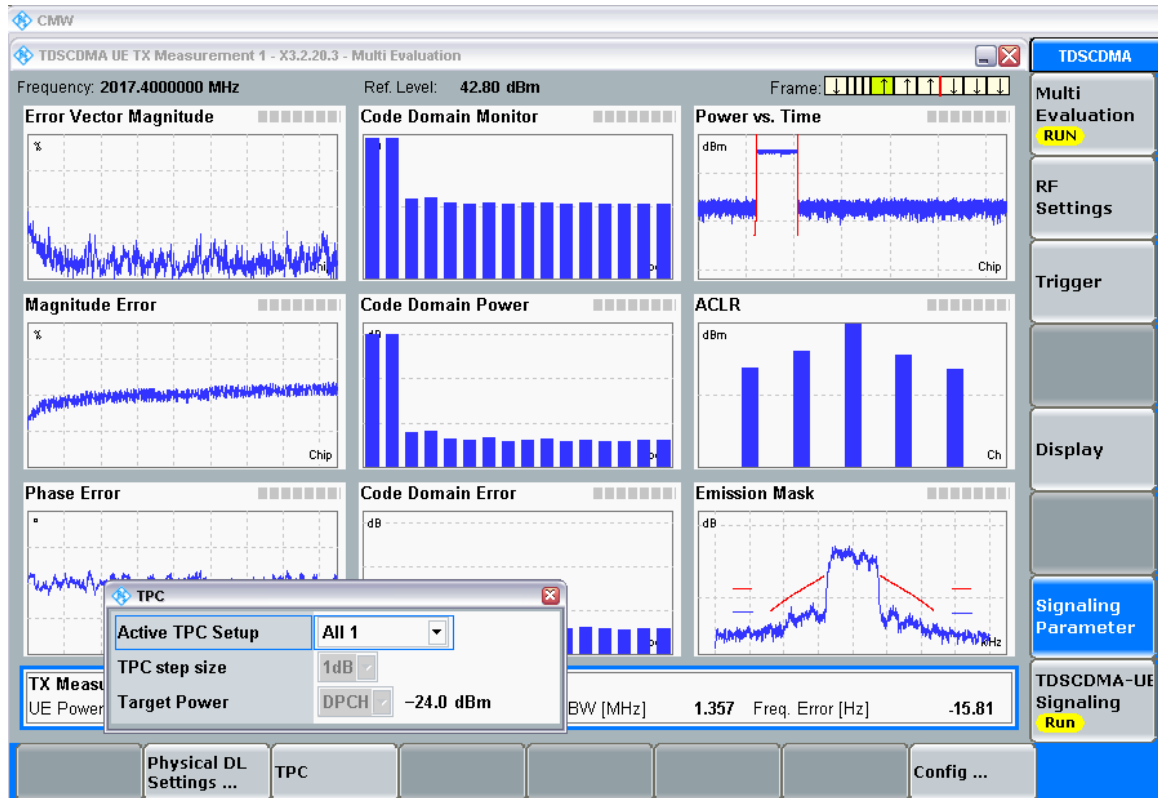 CMW
TDSCDMA UE TX Measurement 1 - X3.2.20.3 - Multi Evaluation
TDSCDMA
Frequency: 2017.4000000 MHz
Ref. Level: 42.80 dBm
Frame:
Multi
Evaluation
RUN
Error Vector Magnitude
%
Code Domain Monitor
Power vs. Time
dBm
Chip
RF
Settings
Trigger
Magnitude Error
%
Chip
Code Domain Power
ACLR
dBm
Ch
Display
Phase Error
°
Code Domain Error
dB
Emission Mask
dB
kHz
Signaling
Parameter
TPC
Active TPC Setup All 1
TPC step size 1dB
Target Power DPCH -24.0 dBm
TX Measu
UE Power
BW [MHz] 1.357 Freq. Error [Hz] -15.81
TDSCDMA-UE
Signaling
Run
Physical DL
Settings ...
TPC
Config ...